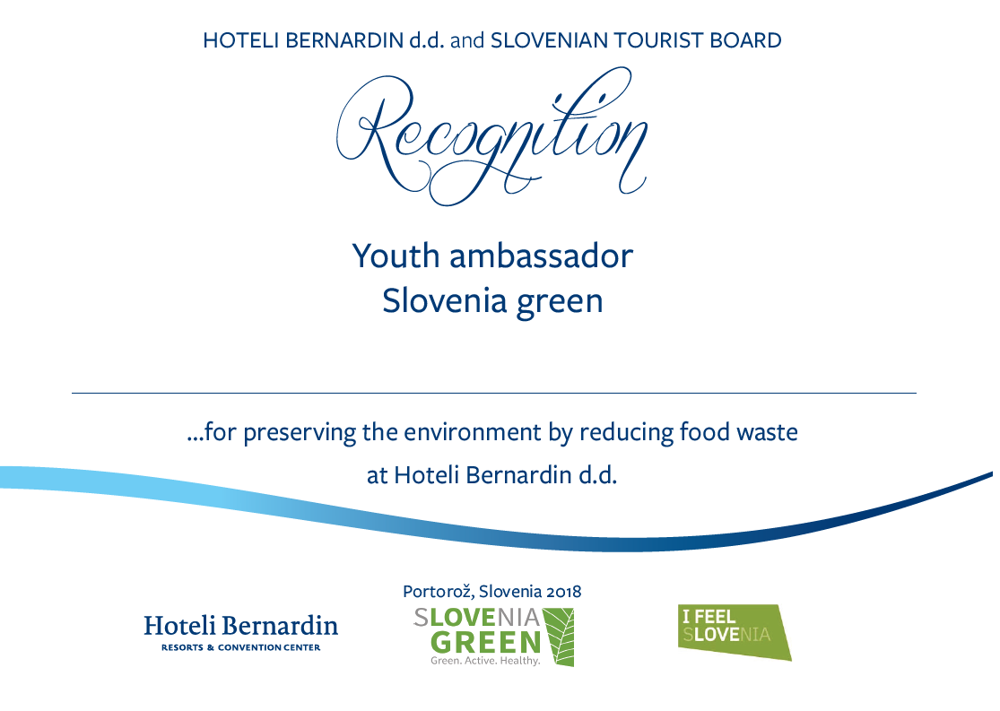 HOTELI BERNARDIN d.d. and SLOVENIAN TOURIST BOARD
Recognition
Youth ambassador
Slovenia green
...for preserving the environment by reducing food waste
at Hoteli Bernardin d.d.
Portorož, Slovenia 2018
Hoteli Bernardin
RESORTS & CONVENTION CENTER
SLOVENIA
GREEN
Green. Active. Healthy.
I FEEL
SLOVENIA